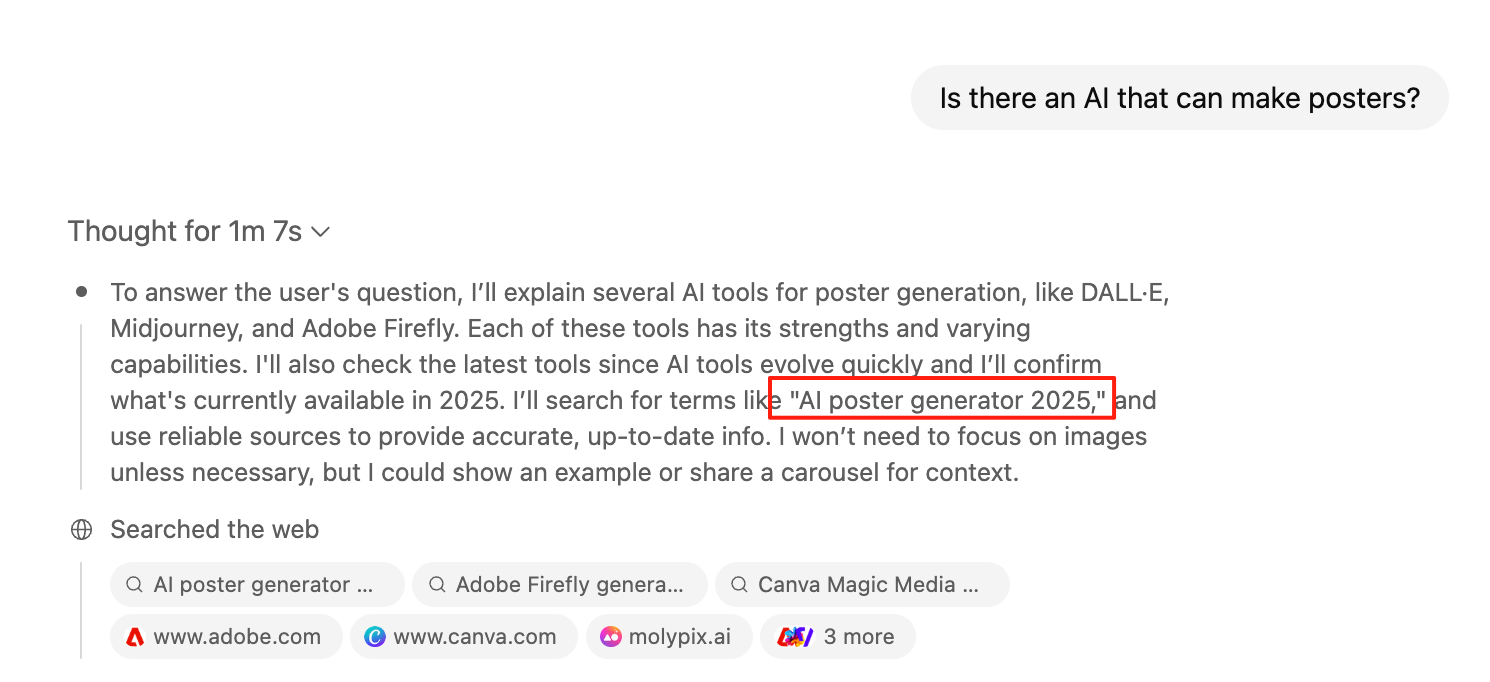 Is there an AI that can make posters?
Thought for 1m 7s
To answer the user's question, I’ll explain several AI tools for poster generation, like DALL·E,
Midjourney, and Adobe Firefly. Each of these tools has its strengths and varying
capabilities. I'll also check the latest tools since AI tools evolve quickly and I’ll confirm
what's currently available in 2025. I’ll search for terms like "AI poster generator 2025," and
use reliable sources to provide accurate, up-to-date info. I won’t need to focus on images
unless necessary, but I could show an example or share a carousel for context.
Searched the web
AI poster generator ... Adobe Firefly genera... Canva Magic Media ...
www.adobe.com www.canva.com molypix.ai 3 more